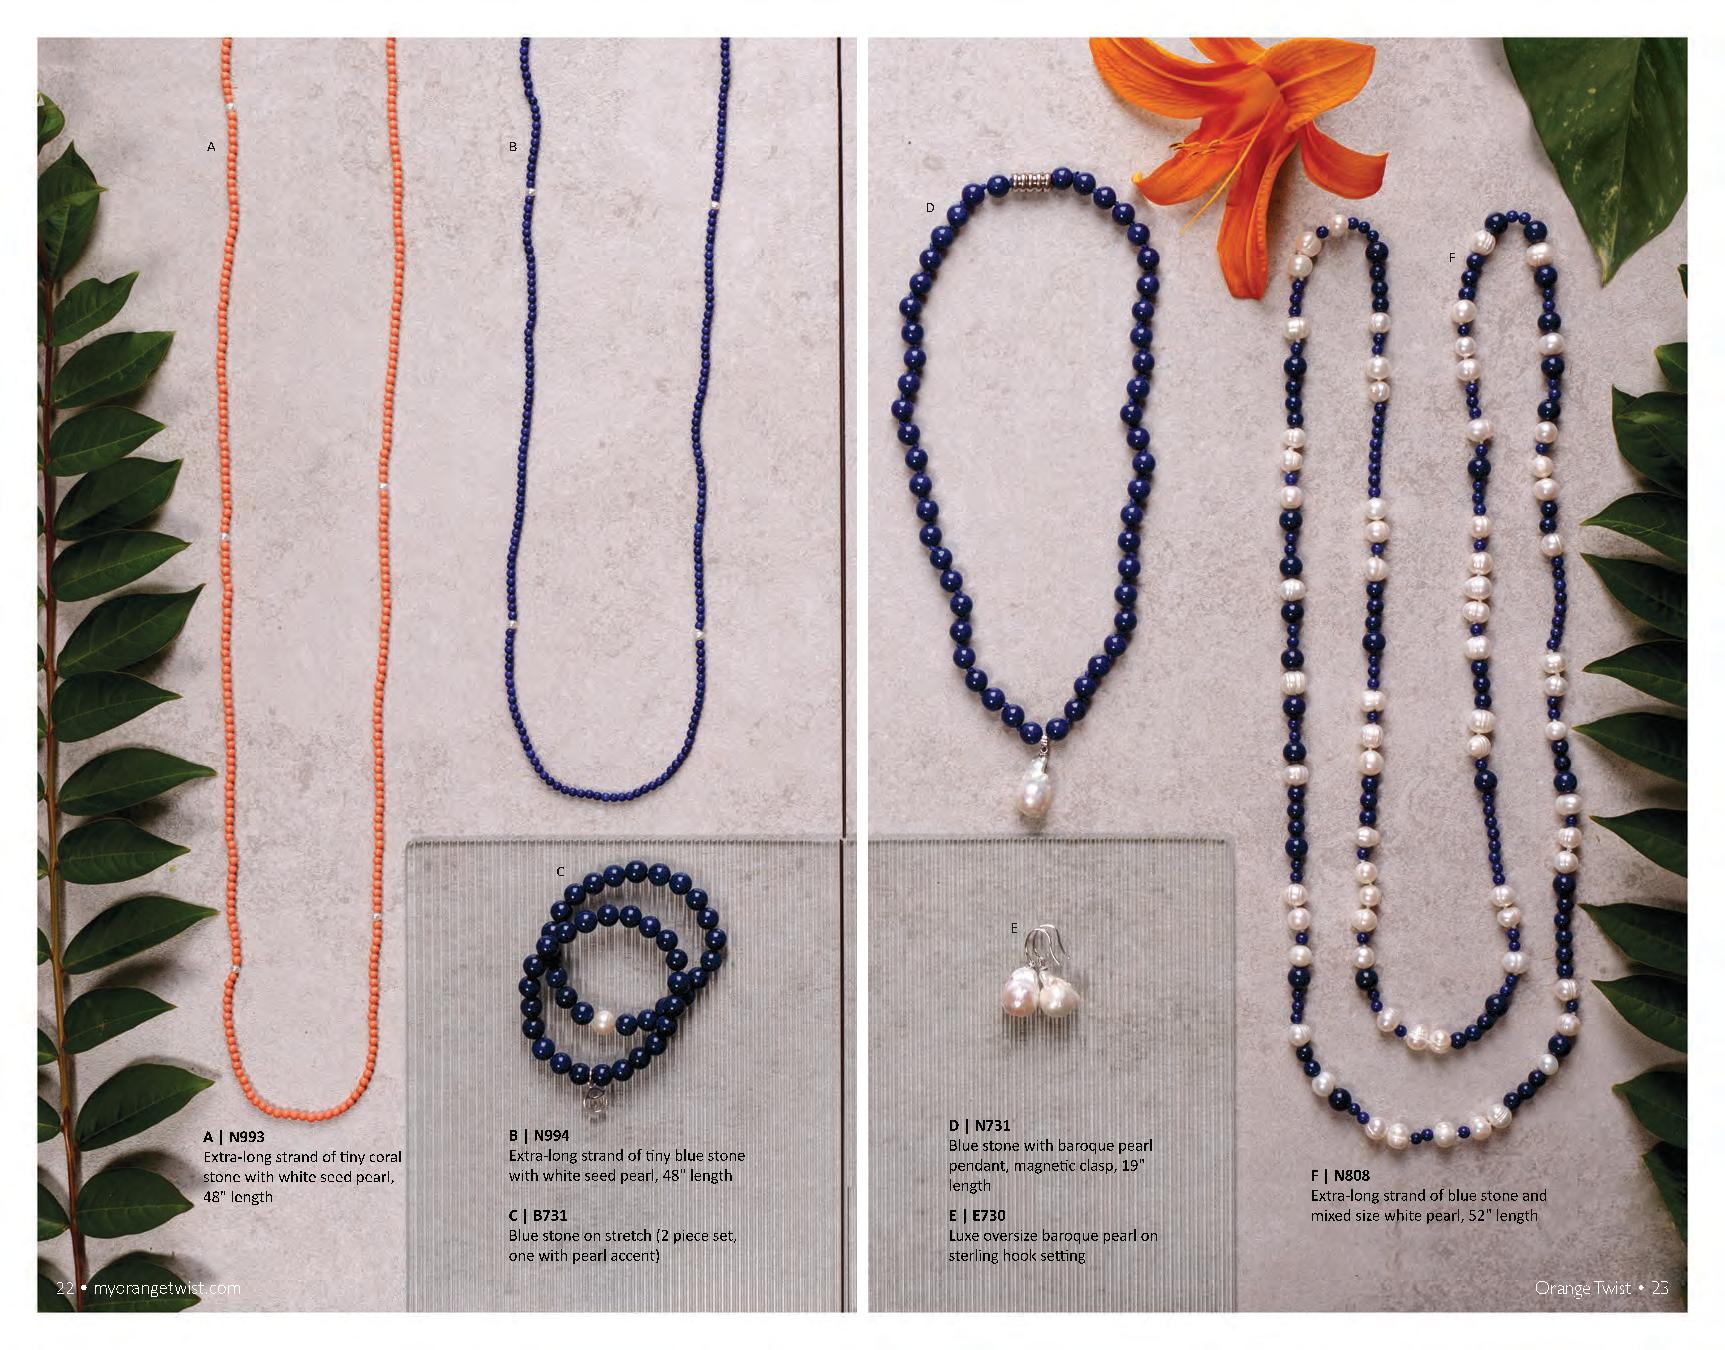 A
B
C
D
E
F
A | N993
Extra-long strand of tiny coral
stone with white seed pearl,
48" length
B | N994
Extra-long strand of tiny blue stone
with white seed pearl, 48" length
C | B731
Blue stone on stretch (2 piece set,
one with pearl accent)
D | N731
Blue stone with baroque pearl
pendant, magnetic clasp, 19"
length
E | E730
Luxe oversize baroque pearl on
sterling hook setting
F | N808
Extra-long strand of blue stone and
mixed size white pearl, 52" length
22 • myorangetwist.com
Orange Twist • 23